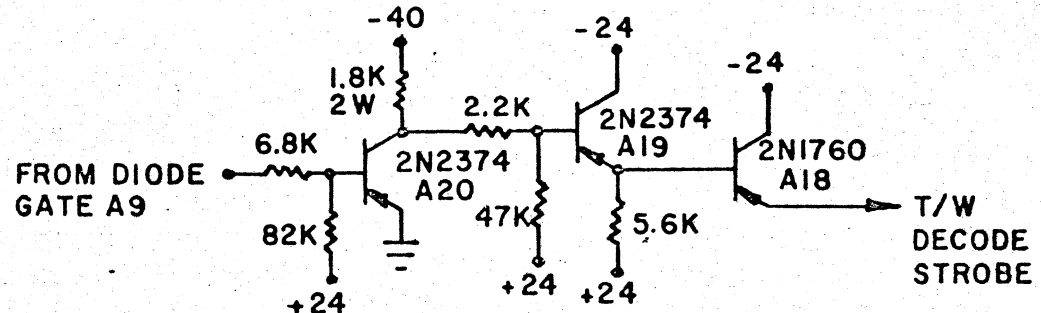 -40
-24
-24
1.8K
2W
2.2K
2N2374
A19
6.8K
2N2374
A20
2N1760
A18
FROM DIODE
GATE A9
82K
47K
5.6K
T/W
DECODE
STROBE
+24
+24
+24